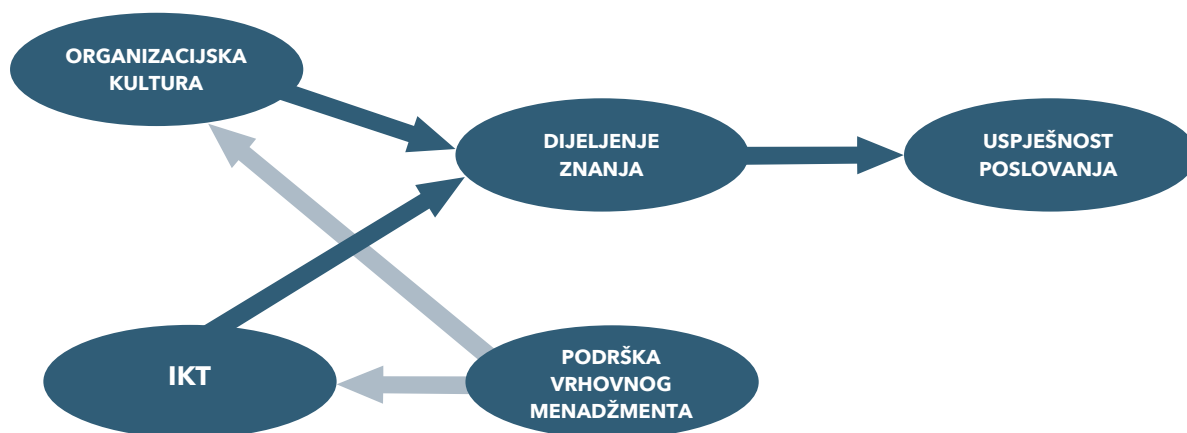 ORGANIZACIJSKA
KULTURA
DIJELJENJE
ZNANJA
USPJEŠNOST
POSLOVANJA
IKT
PODRŠKA
VRHOVNOG
MENADŽMENTA